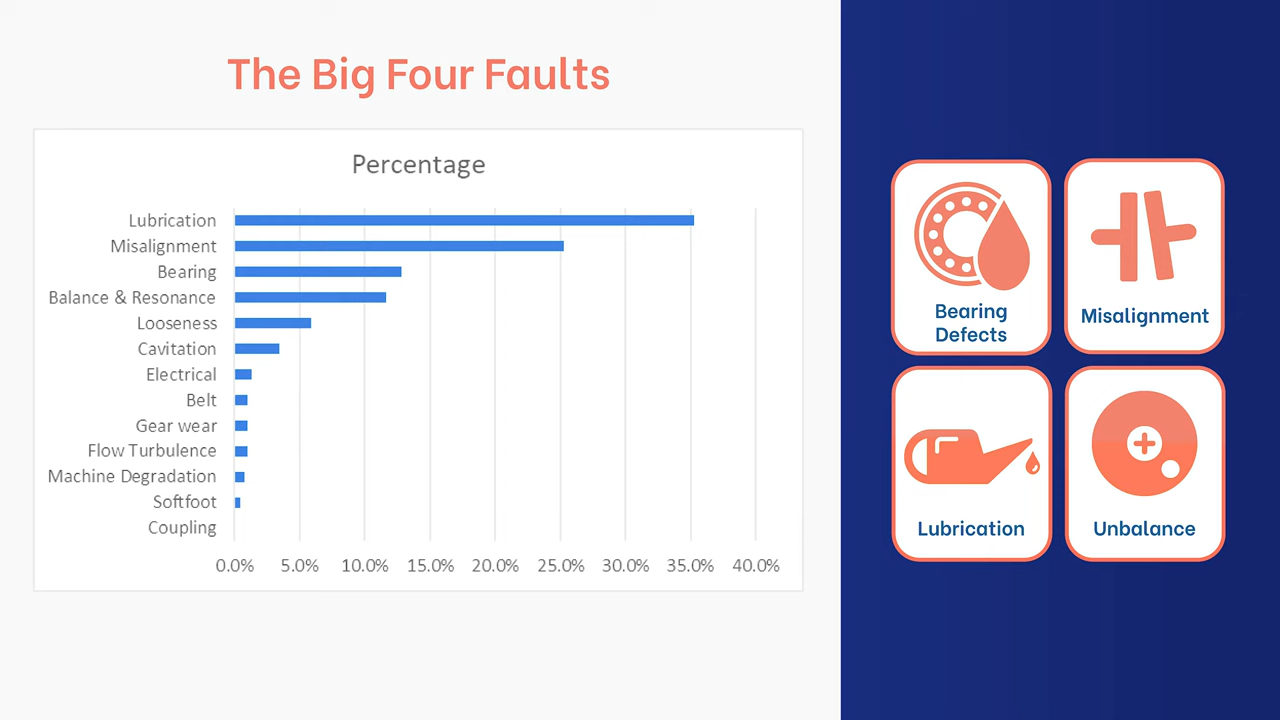 The Big Four Faults
Percentage
Lubrication
Misalignment
Bearing
Balance & Resonance
Looseness
Cavitation
Electrical
Belt
Gear wear
Flow Turbulence
Machine Degradation
Softfoot
Coupling
0.0% 5.0% 10.0% 15.0% 20.0% 25.0% 30.0% 35.0% 40.0%
Bearing
Defects
Misalignment
Lubrication
Unbalance